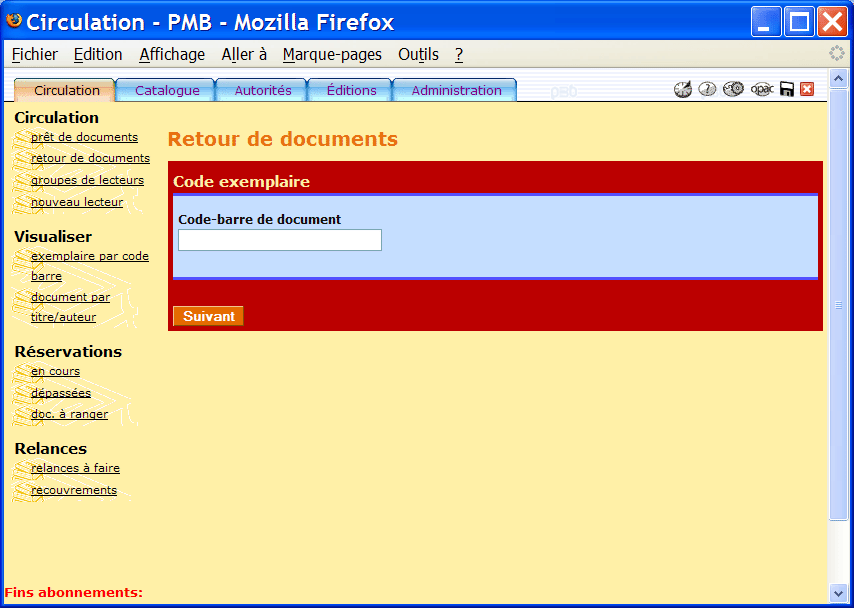 Circulation - PMB - Mozilla Firefox
Fichier Edition Affichage Aller à Marque-pages Outils ?
Circulation Catalogue Autorités Éditions Administration pmb opac
Circulation
prêt de documents
retour de documents
groupes de lecteurs
nouveau lecteur
Visualiser
exemplaire par code
barre
document par
titre/auteur
Réservations
en cours
dépassées
doc. à ranger
Relances
relances à faire
recouvrements
Retour de documents
Code exemplaire
Code-barre de document
Suivant
Fins abonnements: